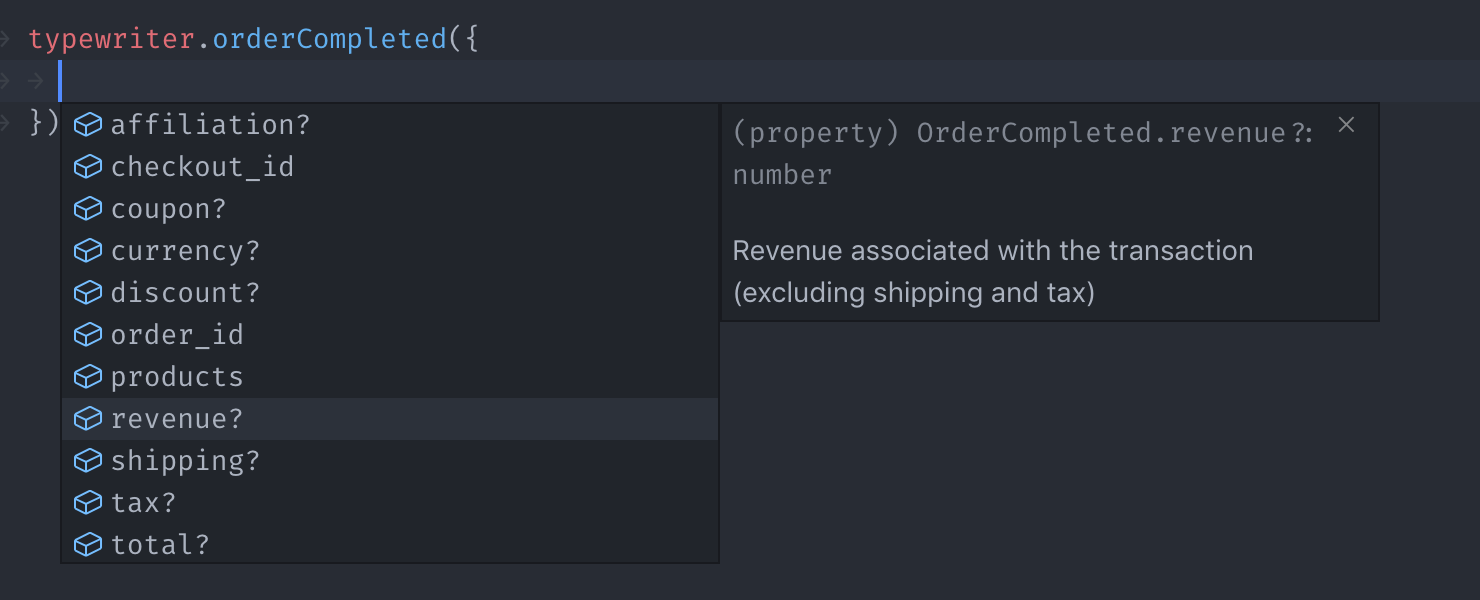 typewriter.orderCompleted({
})
affiliation?
checkout_id
coupon?
currency?
discount?
order_id
products
revenue?
shipping?
tax?
total?
(property) OrderCompleted.revenue?:
number
Revenue associated with the transaction
(excluding shipping and tax)